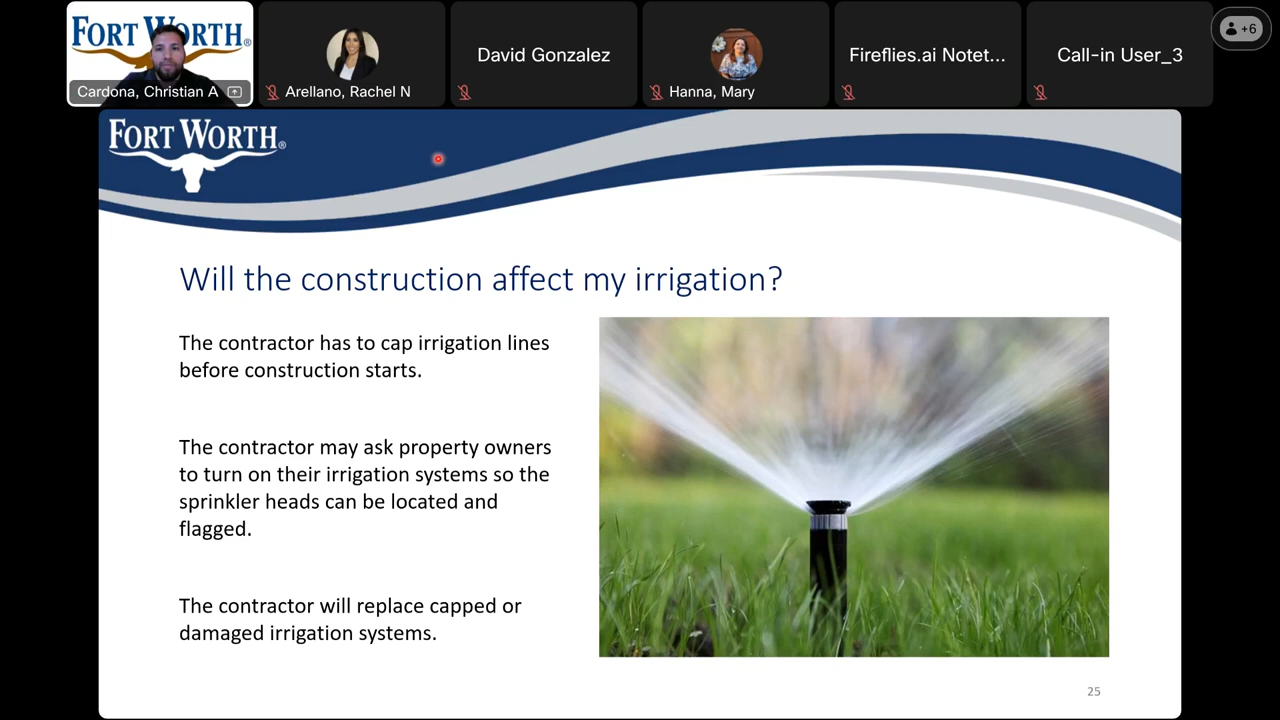 FORT WORTH®
Cardona, Christian A
Arellano, Rachel N
David Gonzalez
Hanna, Mary
Fireflies.ai Notet...
Call-in User_3
+6
FORT WORTH®
Will the construction affect my irrigation?
The contractor has to cap irrigation lines
before construction starts.
The contractor may ask property owners
to turn on their irrigation systems so the
sprinkler heads can be located and
flagged.
The contractor will replace capped or
damaged irrigation systems.
25